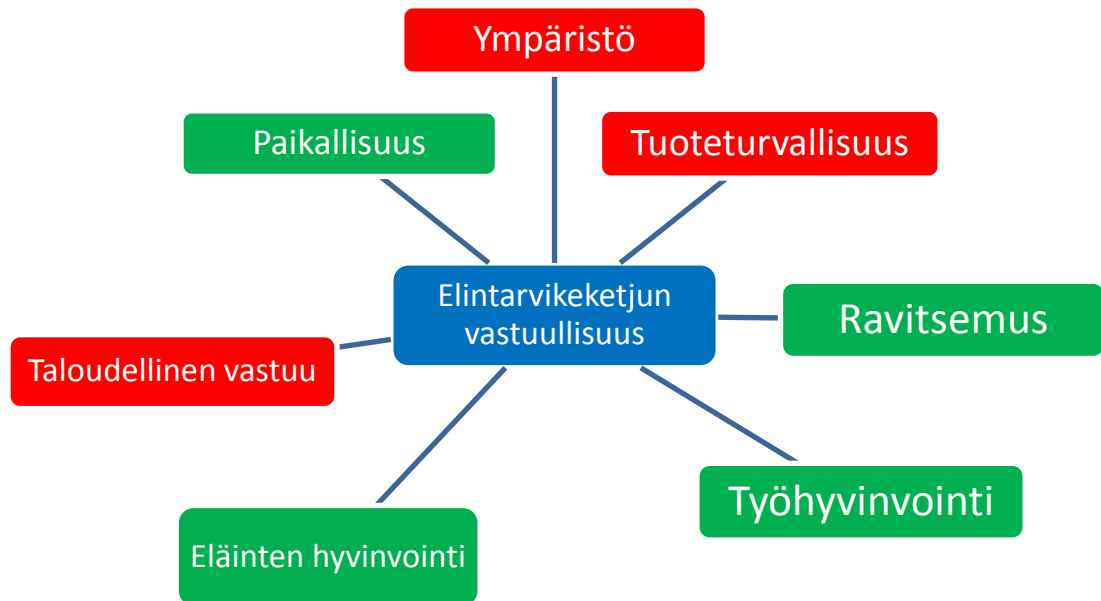 Ympäristö
Paikallisuus
Tuoteturvallisuus
Elintarvikeketjun
vastuullisuus
Ravitsemus
Taloudellinen vastuu
Työhyvinvointi
Eläinten hyvinvointi